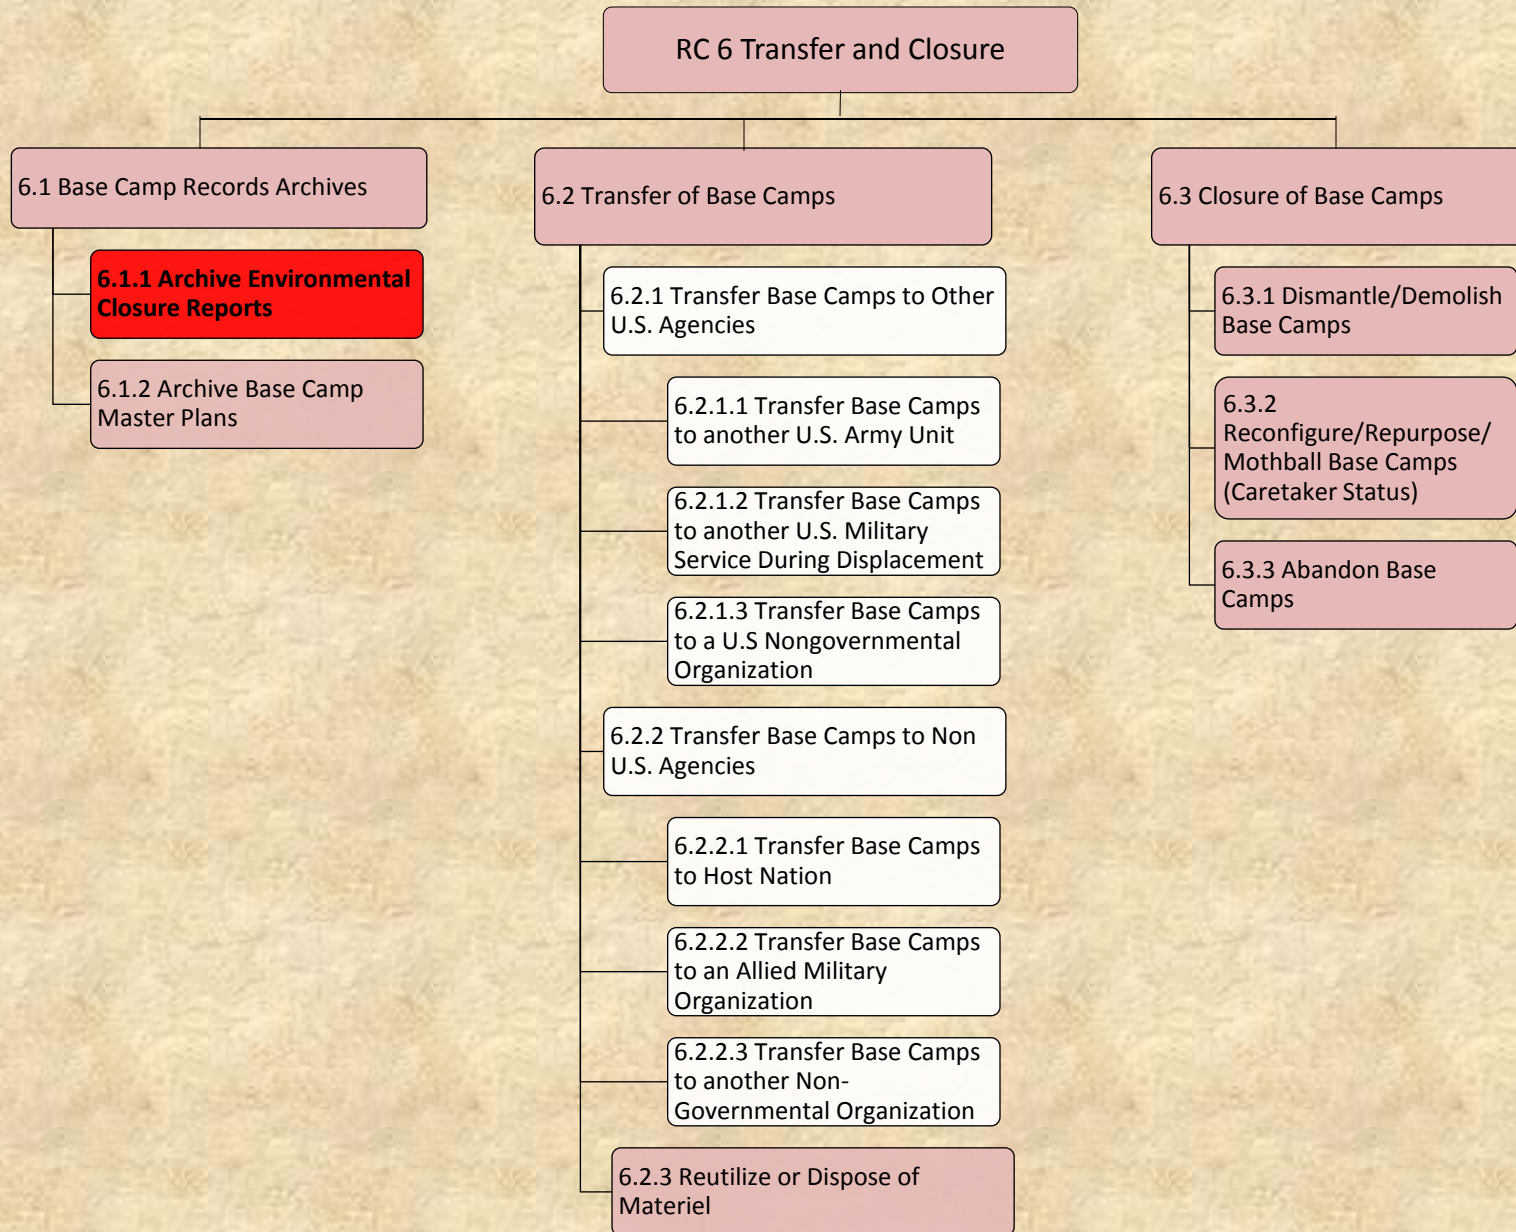 RC 6 Transfer and Closure
6.1 Base Camp Records Archives
6.1.1 Archive Environmental
Closure Reports
6.1.2 Archive Base Camp
Master Plans
6.2 Transfer of Base Camps
6.2.1 Transfer Base Camps to Other
U.S. Agencies
6.2.1.1 Transfer Base Camps
to another U.S. Army Unit
6.2.1.2 Transfer Base Camps
to another U.S. Military
Service During Displacement
6.2.1.3 Transfer Base Camps
to a U.S Nongovernmental
Organization
6.2.2 Transfer Base Camps to Non
U.S. Agencies
6.2.2.1 Transfer Base Camps
to Host Nation
6.2.2.2 Transfer Base Camps
to an Allied Military
Organization
6.2.2.3 Transfer Base Camps
to another Non-
Governmental Organization
6.2.3 Reutilize or Dispose of
Materiel
6.3 Closure of Base Camps
6.3.1 Dismantle/Demolish
Base Camps
6.3.2
Reconfigure/Repurpose/
Mothball Base Camps
(Caretaker Status)
6.3.3 Abandon Base
Camps